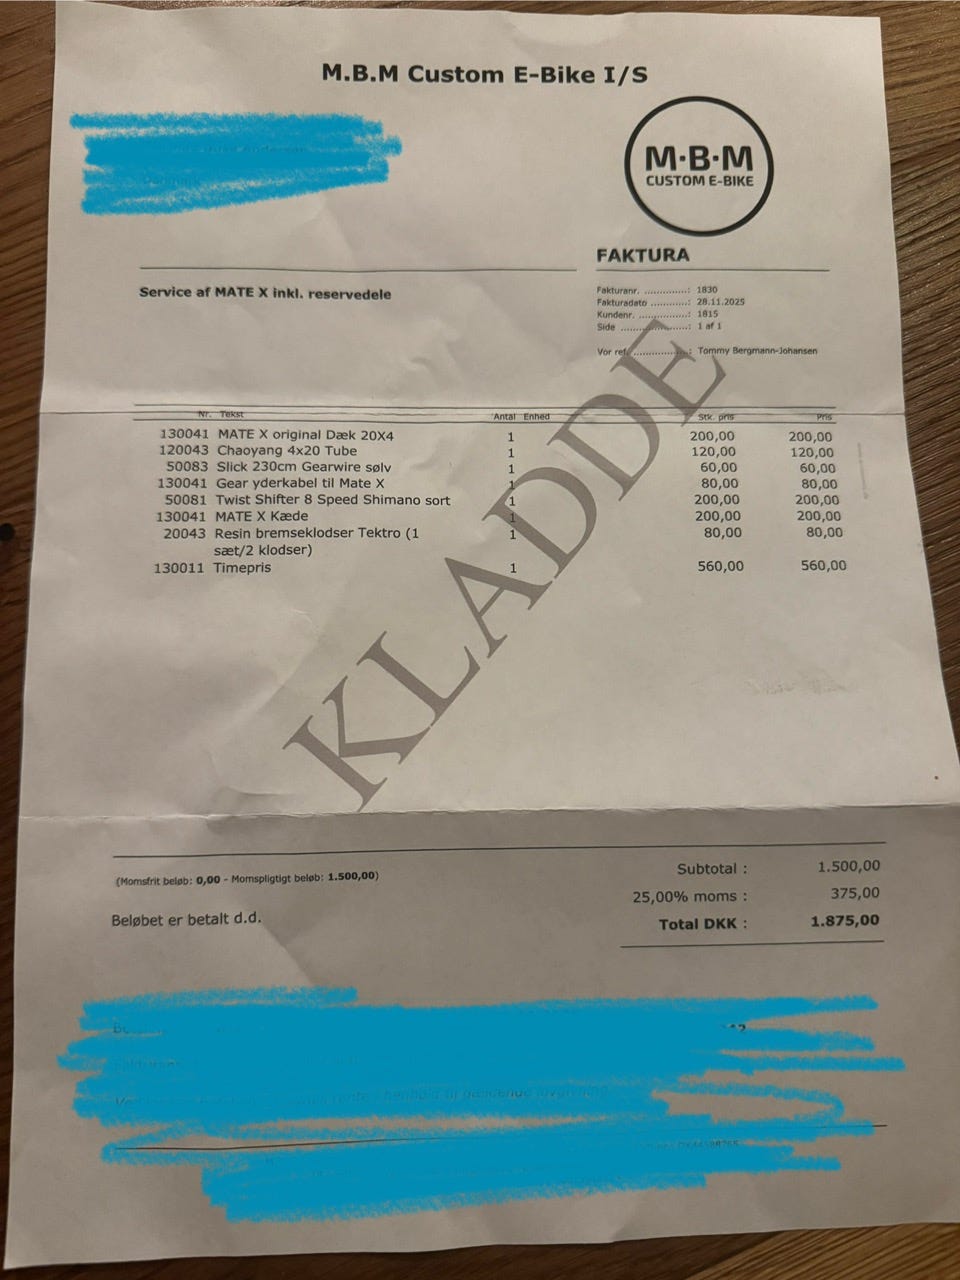 M.B.M Custom E-Bike I/S
M·B·M
CUSTOM E-BIKE
FAKTURA
Service af MATE X inkl. reservedele
Fakturanr. ..............: 1830
Fakturadato ...........: 28.11.2025
Kundenr. ................: 1815
Side .......................: 1 af 1
Vor ref. ...................: Tommy Bergmann-Johansen
Nr. Tekst Antal Enhed Stk. pris Pris
130041 MATE X original Dæk 20X4 1 200,00 200,00
120043 Chaoyang 4x20 Tube 1 120,00 120,00
50083 Slick 230cm Gearwire sølv 1 60,00 60,00
130041 Gear yderkabel til Mate X 1 80,00 80,00
50081 Twist Shifter 8 Speed Shimano sort 1 200,00 200,00
130041 MATE X Kæde 1 200,00 200,00
20043 Resin bremseklodser Tektro (1 1 80,00 80,00
sæt/2 klodser)
130011 Timepris 1 560,00 560,00
KLADDE
(Momsfrit beløb: 0,00 - Momspligtigt beløb: 1.500,00)
Subtotal : 1.500,00
25,00% moms : 375,00
Beløbet er betalt d.d.
Total DKK : 1.875,00